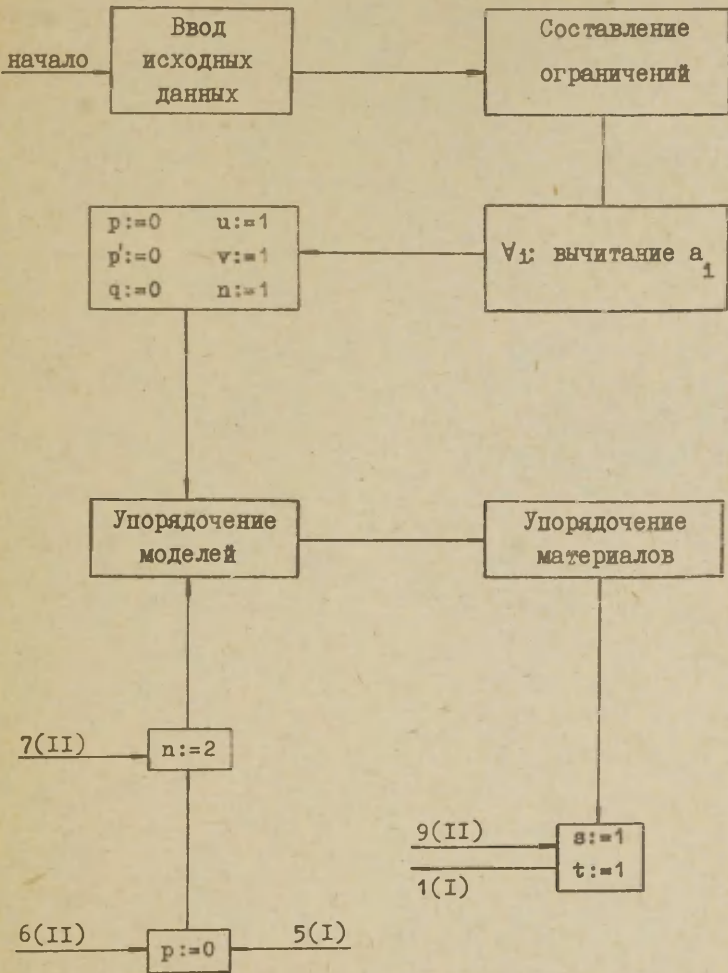 начало
Ввод
исходных
данных
Составление
ограничений
p:=0 u:=1
p':=0 v:=1
q:=0 n:=1
∀i: вычитание a_i
Упорядочение
моделей
Упорядочение
материалов
7(II)
n:=2
9(II)
s:=1
t:=1
1(I)
6(II)
p:=0
5(I)